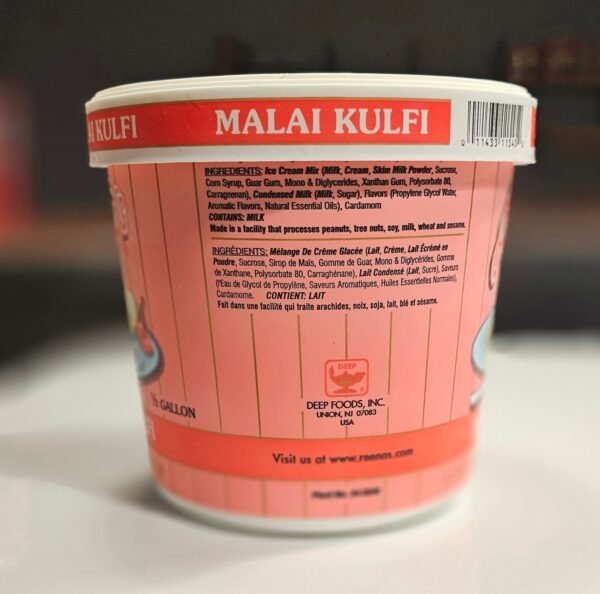 KULFI
MALAI KULFI
0 11433 11543
INGREDIENTS: Ice Cream Mix (Milk, Cream, Skim Milk Powder, Sucrose,
Corn Syrup, Guar Gum, Mono & Diglycerides, Xanthan Gum, Polysorbate 80,
Carrageenan), Condensed Milk (Milk, Sugar), Flavors (Propylene Glycol Water,
Aromatic Flavors, Natural Essential Oils), Cardamom
CONTAINS: MILK
Made in a facility that processes peanuts, tree nuts, soy, milk, wheat and sesame.
INGRÉDIENTS: Mélange De Crème Glacée (Lait, Crème, Lait Écrémé en
Poudre, Sucrose, Sirop de Maïs, Gomme de Guar, Mono & Diglycérides, Gomme
de Xanthane, Polysorbate 80, Carraghénane), Lait Condensé (Lait, Sucre), Saveurs
(l'Eau de Glycol de Propylène, Saveurs Aromatiques, Huiles Essentielles Normales),
Cardamome. CONTIENT: LAIT
Fait dans une facilité qui traite arachides, noix, soja, lait, blé et sésame.
DEEP
½ GALLON
DEEP FOODS, INC.
UNION, NJ 07083
USA
Visit us at www.reenas.com